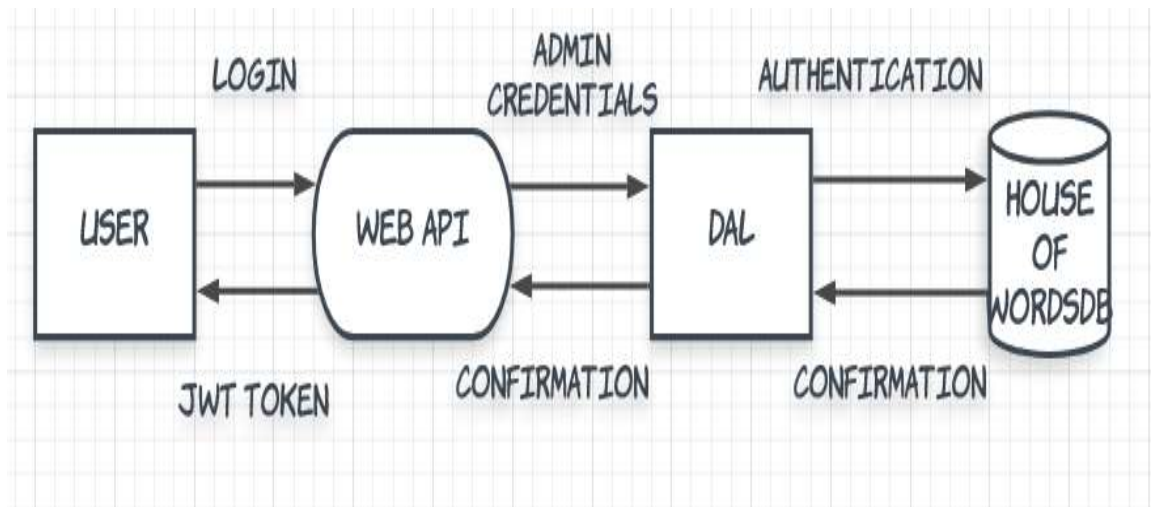 LOGIN
ADMIN
CREDENTIALS
AUTHENTICATION
USER
WEB API
DAL
HOUSE
OF
WORDSDB
JWT TOKEN
CONFIRMATION
CONFIRMATION